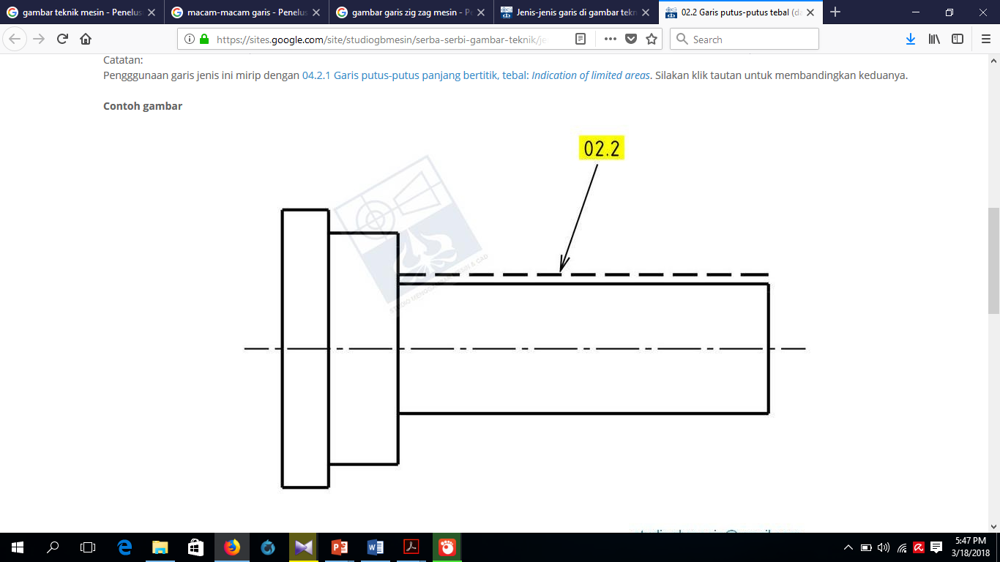 gambar teknik mesin - Penelus
macam-macam garis - Penelus
gambar garis zig zag mesin - Pe
Jenis-jenis garis di gambar tekn
02.2 Garis putus-putus tebal (da
https://sites.google.com/site/studiogbmesin/serba-serbi-gambar-teknik/je
Search
Catatan:
Pengggunaan garis jenis ini mirip dengan 04.2.1 Garis putus-putus panjang bertitik, tebal: Indication of limited areas. Silakan klik tautan untuk membandingkan keduanya.
Contoh gambar
02.2
5:47 PM
3/18/2018